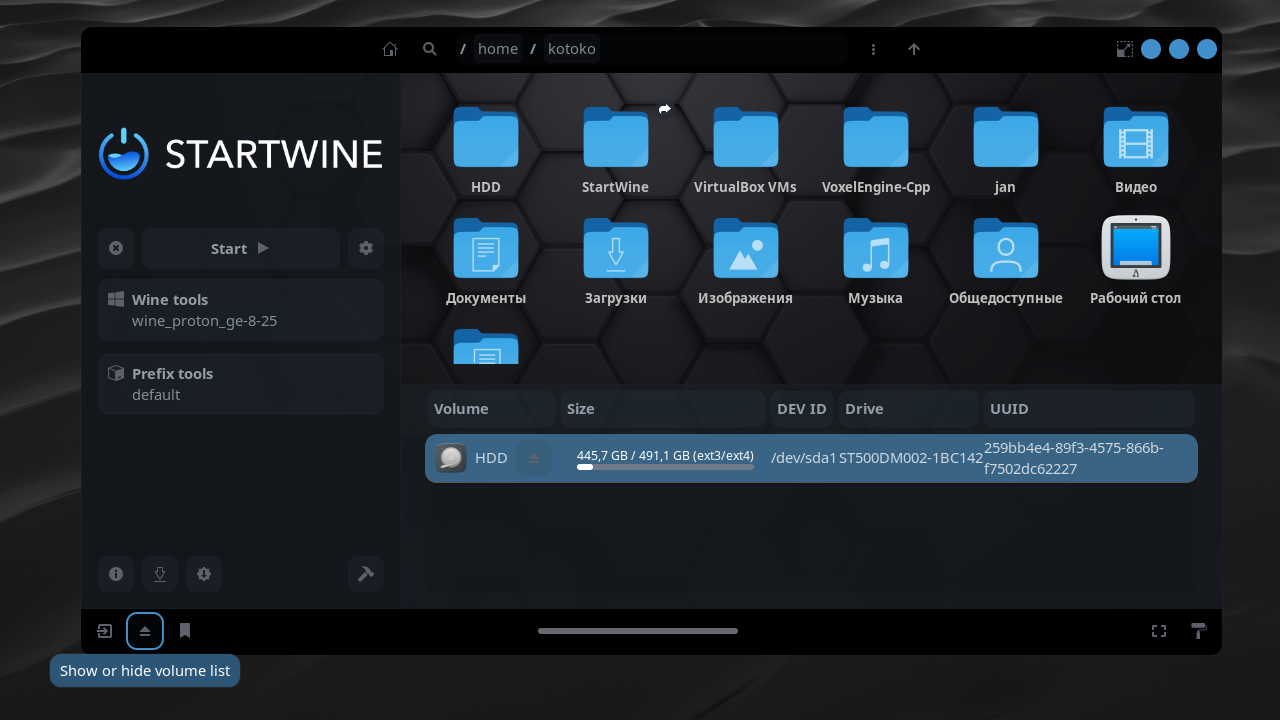 / home / kotoko
STARTWINE
Start
Wine tools
wine_proton_ge-8-25
Prefix tools
default
HDD
StartWine
VirtualBox VMs
VoxelEngine-Cpp
jan
Видео
Документы
Загрузки
Изображения
Музыка
Общедоступные
Рабочий стол
Volume
Size
DEV ID
Drive
UUID
HDD
445,7 GB / 491,1 GB (ext3/ext4)
/dev/sda1
ST500DM002-1BC142
259bb4e4-89f3-4575-866b-
f7502dc62227
Show or hide volume list